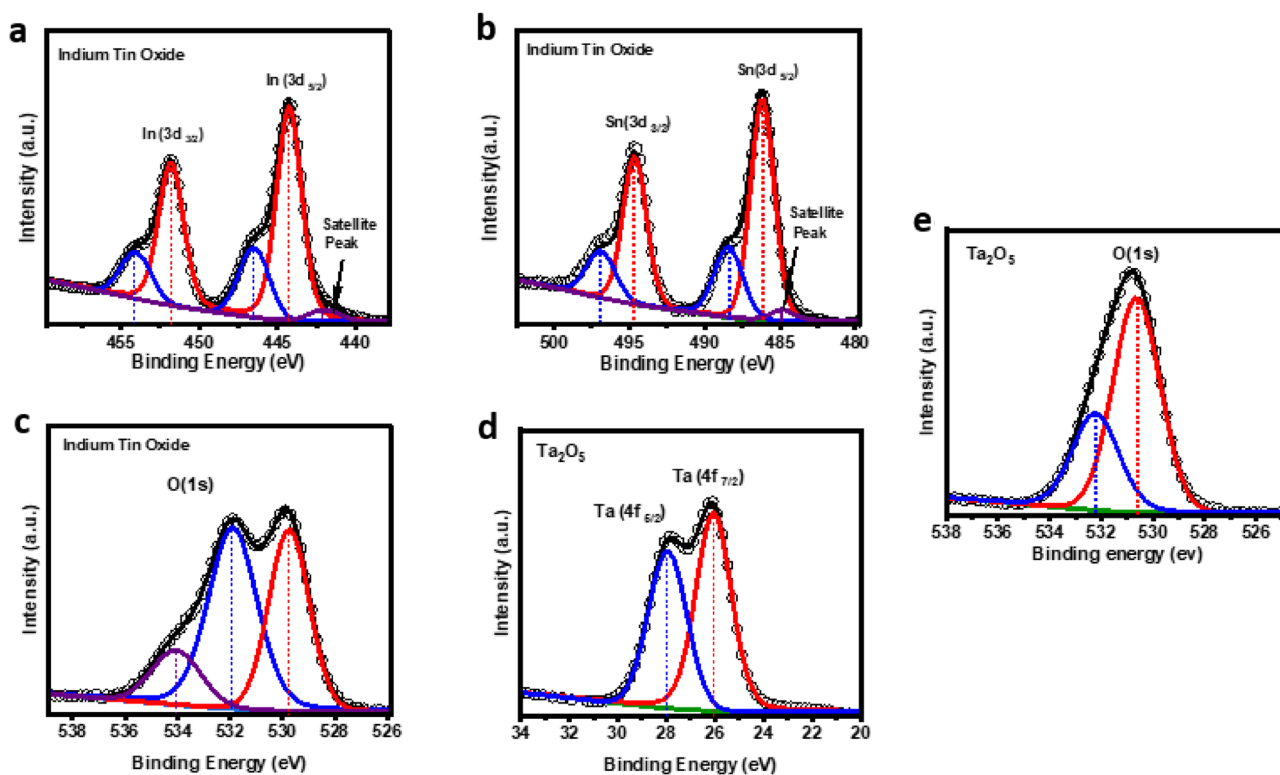 a
Indium Tin Oxide
In (3d 5/2)
In (3d 3/2)
Satellite
Peak
Intensity (a.u.)
455 450 445 440
Binding Energy (eV)
b
Indium Tin Oxide
Sn(3d 5/2)
Sn(3d 3/2)
Satellite
Peak
Intensity(a.u.)
500 495 490 485 480
Binding Energy (eV)
c
Indium Tin Oxide
O(1s)
Intensity (a.u.)
538 536 534 532 530 528 526
Binding Energy (eV)
d
Ta2O5
Ta (4f 7/2)
Ta (4f 5/2)
Intensity (a.u.)
34 32 30 28 26 24 22 20
Binding Energy (eV)
e
Ta2O5
O(1s)
Intensity (a.u.)
538 536 534 532 530 528 526
Binding energy (ev)